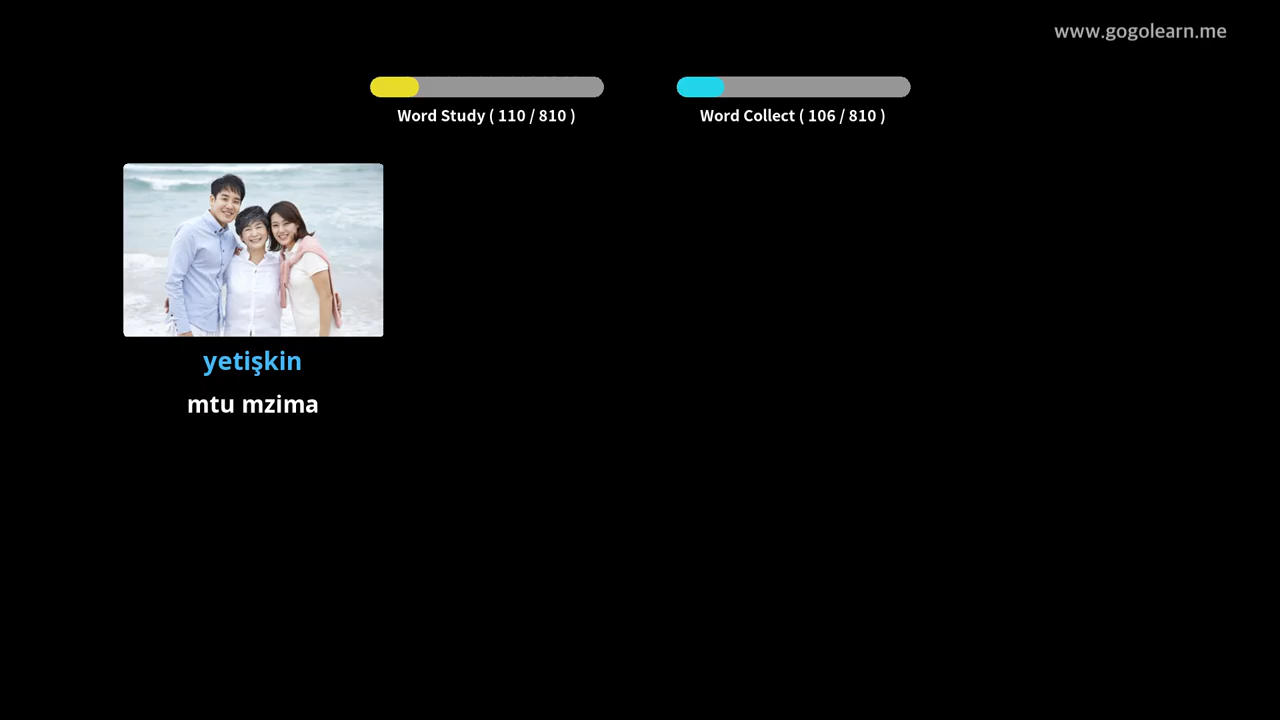 www.gogolearn.me
Word Study ( 110 / 810 )
Word Collect ( 106 / 810 )
yetişkin
mtu mzima